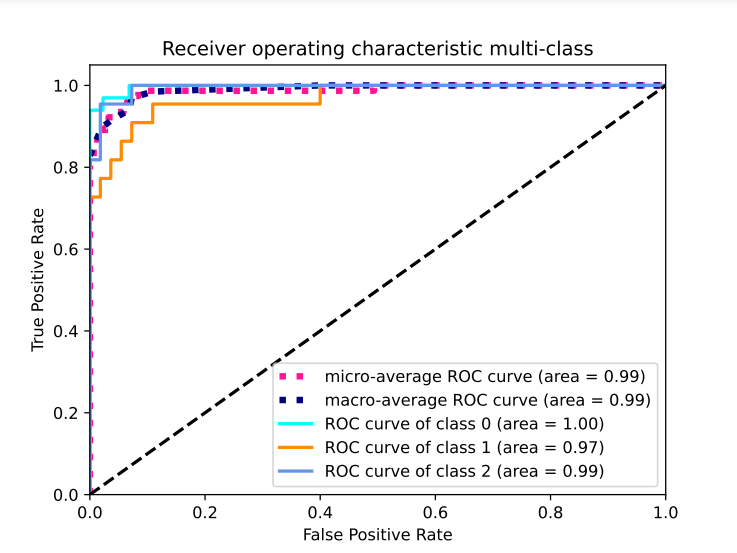 Receiver operating characteristic multi-class
1.0
0.8
0.6
0.4
0.2
0.0
True Positive Rate
micro-average ROC curve (area = 0.99)
macro-average ROC curve (area = 0.99)
ROC curve of class 0 (area = 1.00)
ROC curve of class 1 (area = 0.97)
ROC curve of class 2 (area = 0.99)
0.0 0.2 0.4 0.6 0.8 1.0
False Positive Rate